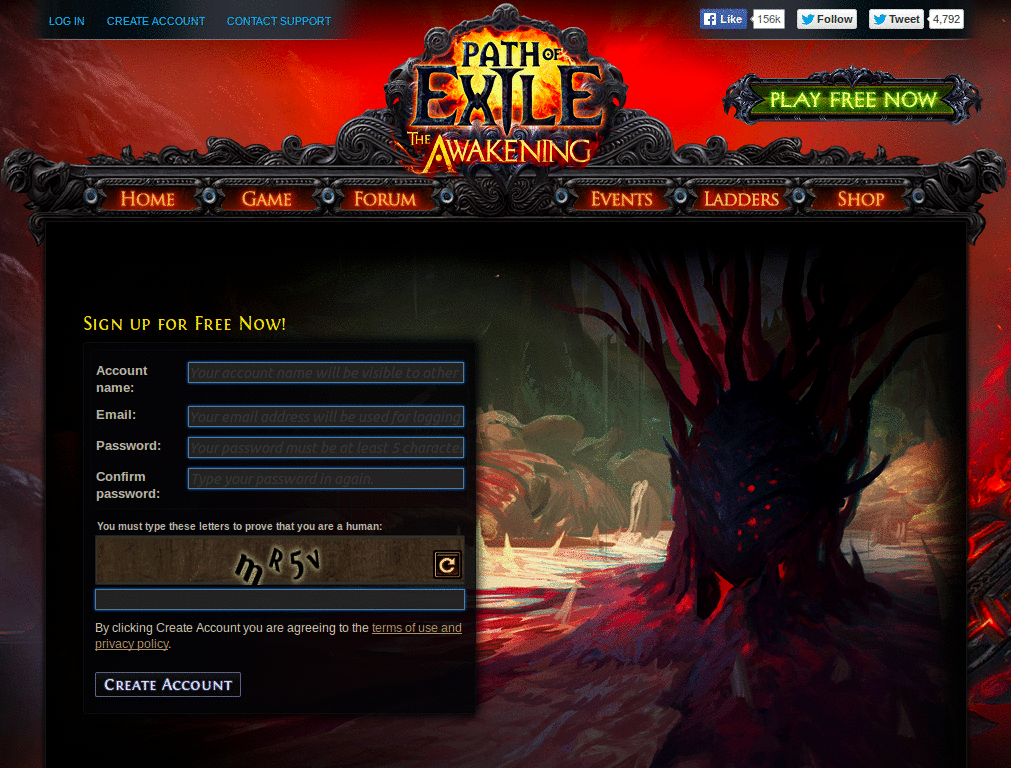 LOG IN CREATE ACCOUNT CONTACT SUPPORT
Like 156k Follow Tweet 4,792
PATH OF
EXILE
THE AWAKENING
PLAY FREE NOW
HOME GAME FORUM EVENTS LADDERS SHOP
SIGN UP FOR FREE NOW!
Account name: Your account name will be visible to other
Email: Your email address will be used for logging
Password: Your password must be at least 5 character
Confirm password: Type your password in again.
You must type these letters to prove that you are a human:
mR5v
By clicking Create Account you are agreeing to the terms of use and
privacy policy.
CREATE ACCOUNT